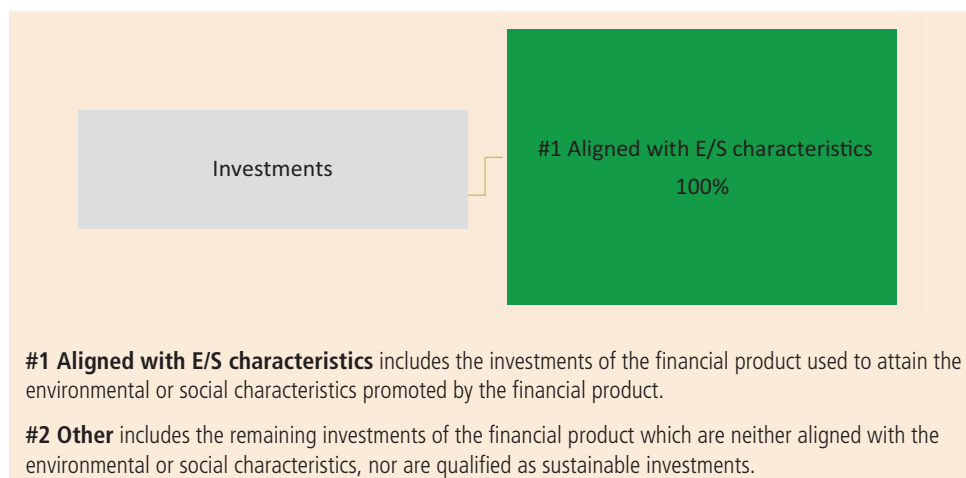 Investments
#1 Aligned with E/S characteristics
100%
#1 Aligned with E/S characteristics includes the investments of the financial product used to attain the
environmental or social characteristics promoted by the financial product.
#2 Other includes the remaining investments of the financial product which are neither aligned with the
environmental or social characteristics, nor are qualified as sustainable investments.